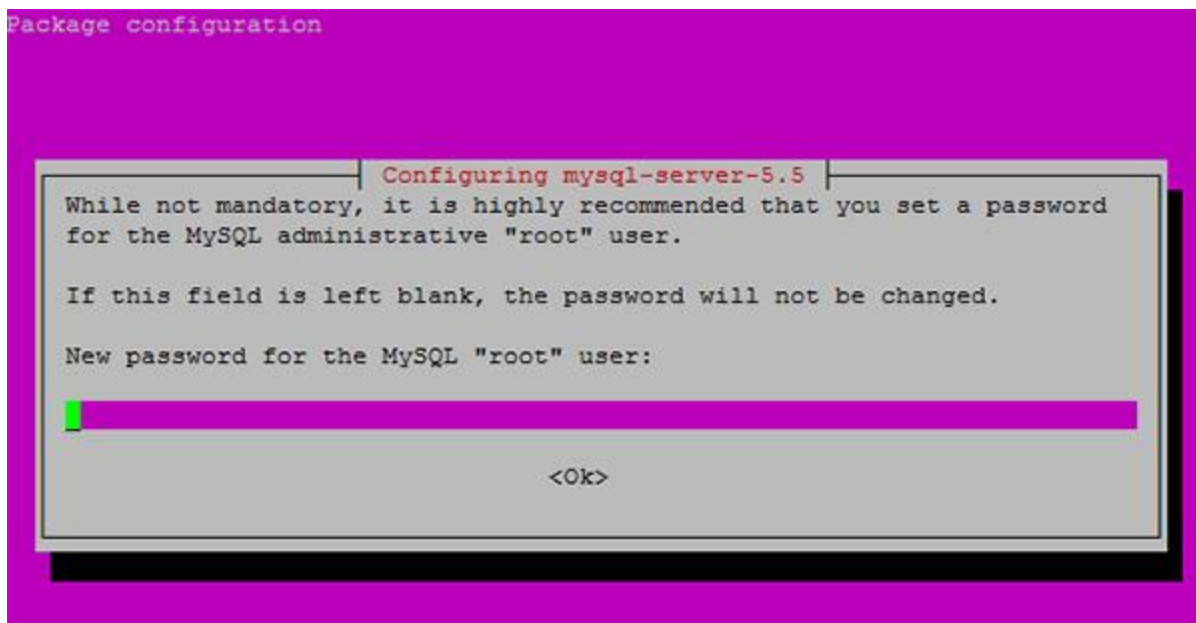 Package configuration
Configuring mysql-server-5.5
While not mandatory, it is highly recommended that you set a password
for the MySQL administrative "root" user.
If this field is left blank, the password will not be changed.
New password for the MySQL "root" user:
<Ok>